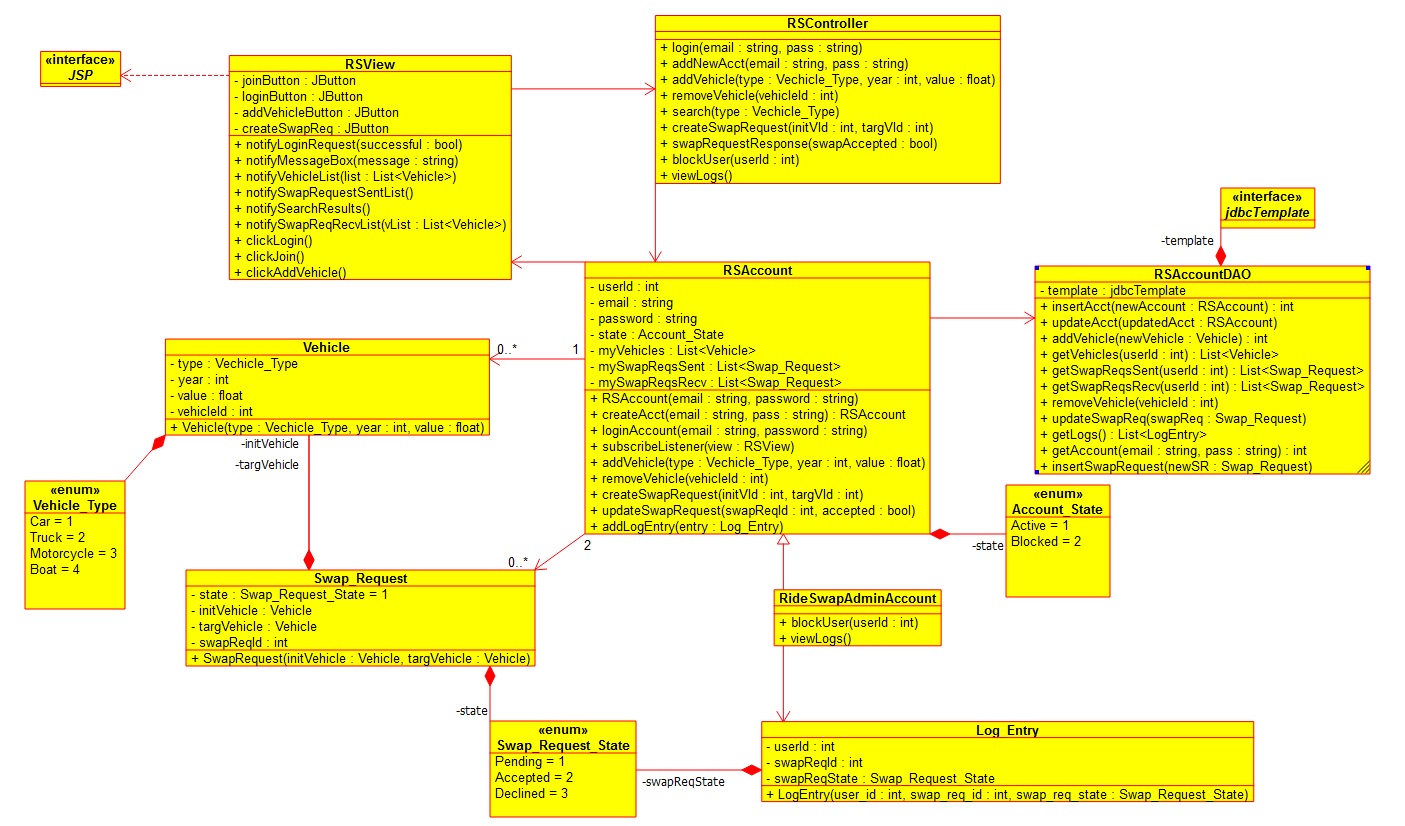 «interface»
JSP
RSView
- joinButton : JButton
- loginButton : JButton
- addVehicleButton : JButton
- createSwapReq : JButton
+ notifyLoginRequest(successful : bool)
+ notifyMessageBox(message : string)
+ notifyVehicleList(list : List<Vehicle>)
+ notifySwapRequestSentList()
+ notifySearchResults()
+ notifySwapReqRecvList(vList : List<Vehicle>)
+ clickLogin()
+ clickJoin()
+ clickAddVehicle()
RSController
+ login(email : string, pass : string)
+ addNewAcct(email : string, pass : string)
+ addVehicle(type : Vechicle_Type, year : int, value : float)
+ removeVehicle(vehicleId : int)
+ search(type : Vechicle_Type)
+ createSwapRequest(initVId : int, targVId : int)
+ swapRequestResponse(swapAccepted : bool)
+ blockUser(userId : int)
+ viewLogs()
«interface»
jdbcTemplate
-template
RSAccountDAO
- template : jdbcTemplate
+ insertAcct(newAccount : RSAccount) : int
+ updateAcct(updatedAcct : RSAccount)
+ addVehicle(newVehicle : Vehicle) : int
+ getVehicles(userId : int) : List<Vehicle>
+ getSwapReqsSent(userId : int) : List<Swap_Request>
+ getSwapReqsRecv(userId : int) : List<Swap_Request>
+ removeVehicle(vehicleId : int)
+ updateSwapReq(swapReq : Swap_Request)
+ getLogs() : List<LogEntry>
+ getAccount(email : string, pass : string) : int
+ insertSwapRequest(newSR : Swap_Request)
RSAccount
- userId : int
- email : string
- password : string
- state : Account_State
- myVehicles : List<Vehicle>
- mySwapReqsSent : List<Swap_Request>
- mySwapReqsRecv : List<Swap_Request>
+ RSAccount(email : string, password : string)
+ createAcct(email : string, pass : string) : RSAccount
+ loginAccount(email : string, password : string)
+ subscribeListener(view : RSView)
+ addVehicle(type : Vechicle_Type, year : int, value : float)
+ removeVehicle(vehicleId : int)
+ createSwapRequest(initVId : int, targVId : int)
+ updateSwapRequest(swapReqId : int, accepted : bool)
+ addLogEntry(entry : Log_Entry)
0..*
1
Vehicle
- type : Vechicle_Type
- year : int
- value : float
- vehicleId : int
+ Vehicle(type : Vechicle_Type, year : int, value : float)
-initVehicle
-targVehicle
«enum»
Vehicle_Type
Car = 1
Truck = 2
Motorcycle = 3
Boat = 4
«enum»
Account_State
Active = 1
Blocked = 2
-state
2
0..*
Swap_Request
- state : Swap_Request_State = 1
- initVehicle : Vehicle
- targVehicle : Vehicle
- swapReqId : int
+ SwapRequest(initVehicle : Vehicle, targVehicle : Vehicle)
RideSwapAdminAccount
+ blockUser(userId : int)
+ viewLogs()
-state
«enum»
Swap_Request_State
Pending = 1
Accepted = 2
Declined = 3
-swapReqState
Log_Entry
- userId : int
- swapReqId : int
- swapReqState : Swap_Request_State
+ LogEntry(user_id : int, swap_req_id : int, swap_req_state : Swap_Request_State)